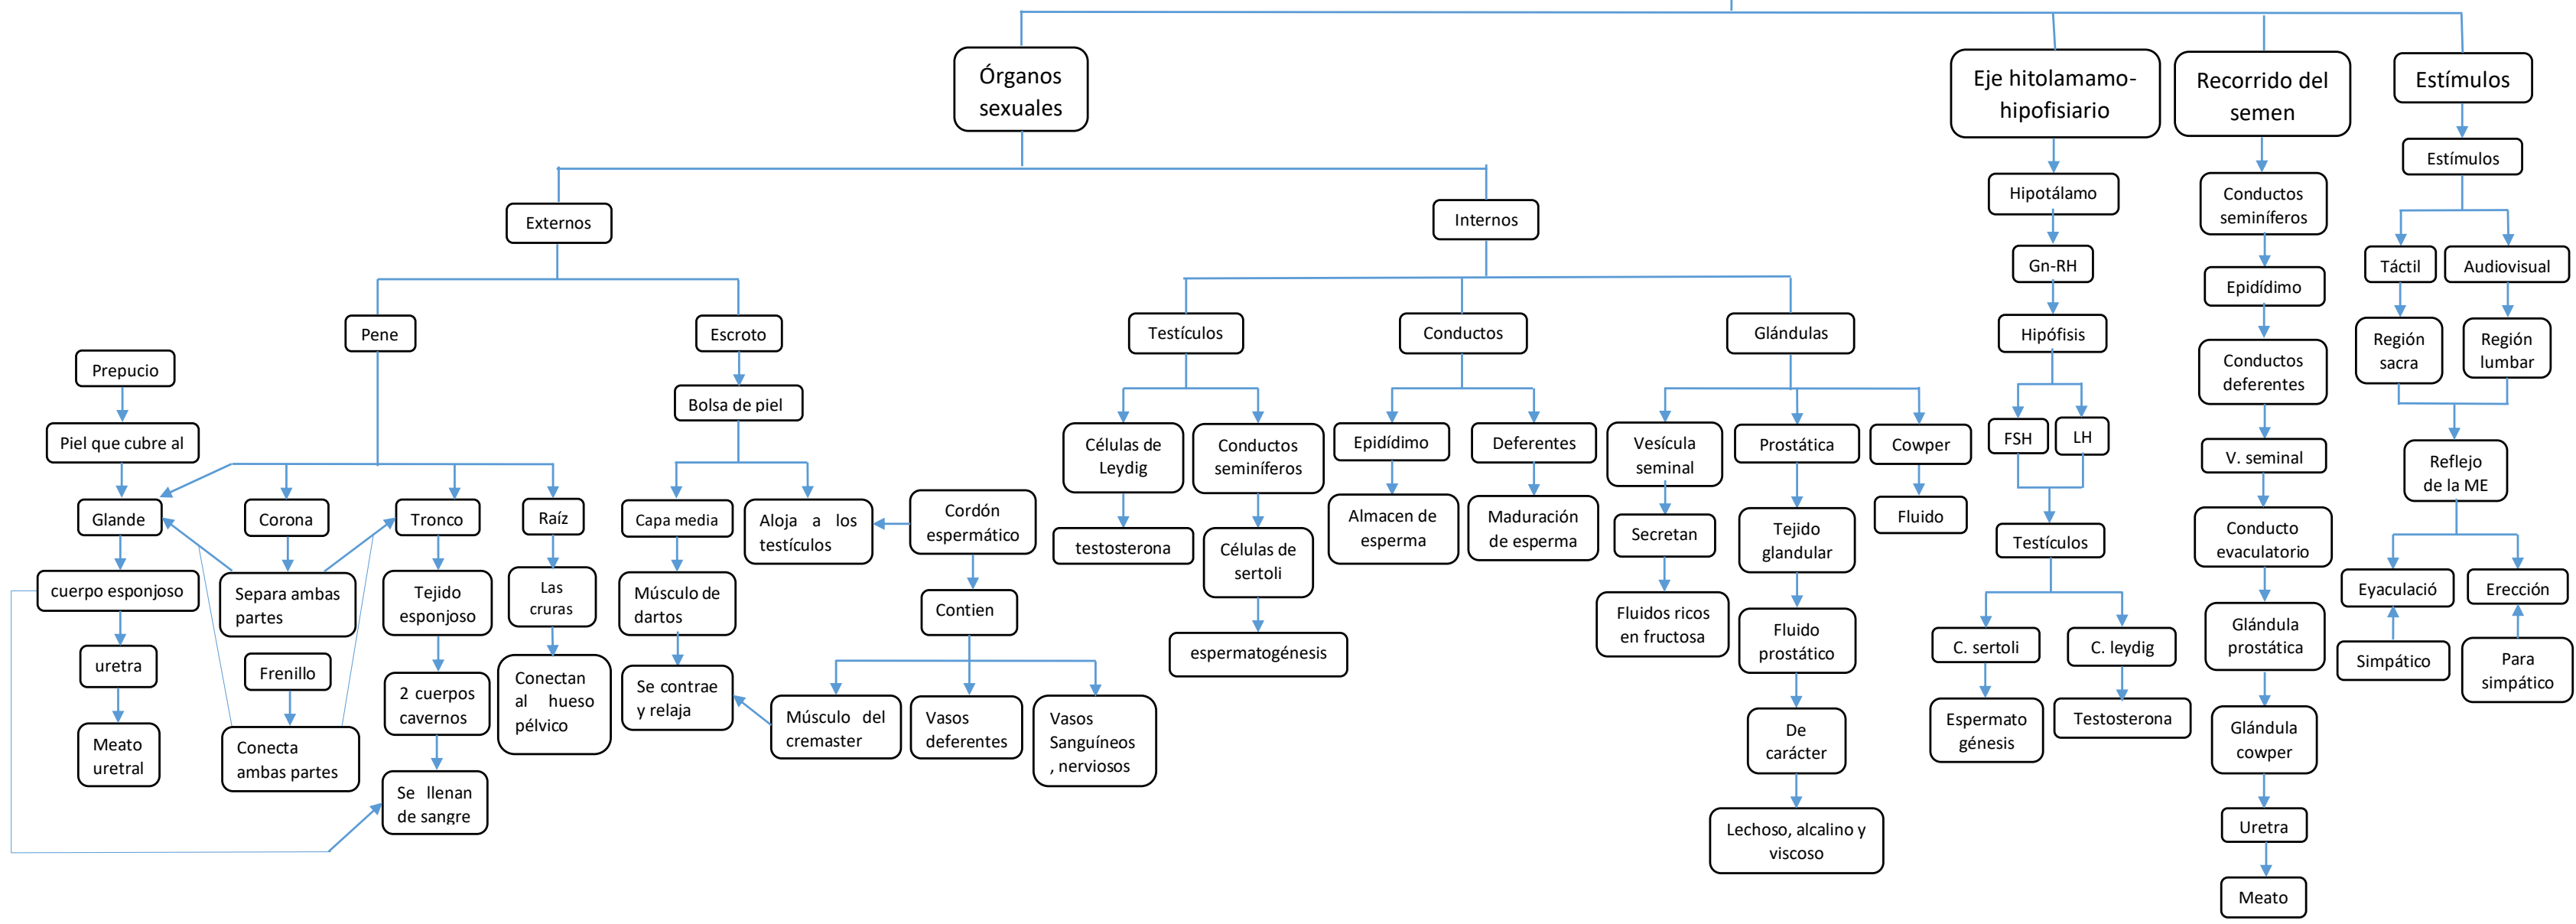 Órganos
sexuales
Eje hitolamamo-
hipofisiario
Recorrido del
semen
Estímulos
Estímulos
Hipotálamo
Conductos
seminíferos
Externos
Internos
Gn-RH
Táctil
Audiovisual
Epidídimo
Pene
Escroto
Testículos
Conductos
Glándulas
Hipófisis
Región
sacra
Región
lumbar
Prepucio
Conductos
deferentes
Bolsa de piel
Piel que cubre al
Células de
Leydig
Conductos
seminíferos
Epidídimo
Deferentes
Vesícula
seminal
Prostática
Cowper
FSH
LH
V. seminal
Reflejo
de la ME
Glande
Corona
Tronco
Raíz
Capa media
Aloja a los
testículos
Cordón
espermático
testosterona
Células de
sertoli
Almacen de
esperma
Maduración
de esperma
Secretan
Tejido
glandular
Fluido
Testículos
Conducto
evaculatorio
cuerpo esponjoso
Separa ambas
partes
Tejido
esponjoso
Las
cruras
Músculo de
dartos
Contien
Fluidos ricos
en fructosa
Fluido
prostático
Eyaculació
Erección
Glándula
prostática
uretra
Frenillo
2 cuerpos
cavernos
Conectan
al hueso
pélvico
Se contrae
y relaja
espermatogénesis
C. sertoli
C. leydig
Simpático
Para
simpático
Meato
uretral
Conecta
ambas partes
Músculo del
cremaster
Vasos
deferentes
Vasos
Sanguíneos
, nerviosos
De
carácter
Espermato
génesis
Testosterona
Glándula
cowper
Se llenan
de sangre
Lechoso, alcalino y
viscoso
Uretra
Meato